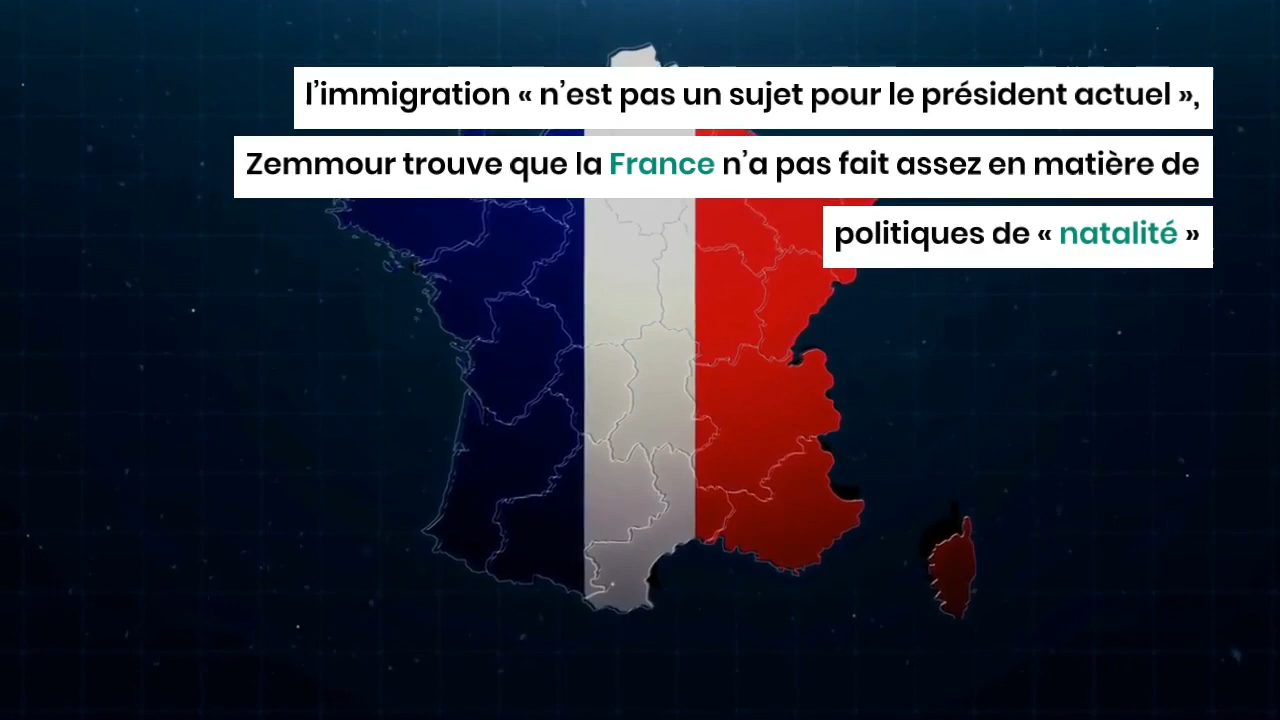 l’immigration « n’est pas un sujet pour le président actuel »,
Zemmour trouve que la France n’a pas fait assez en matière de
politiques de « natalité »